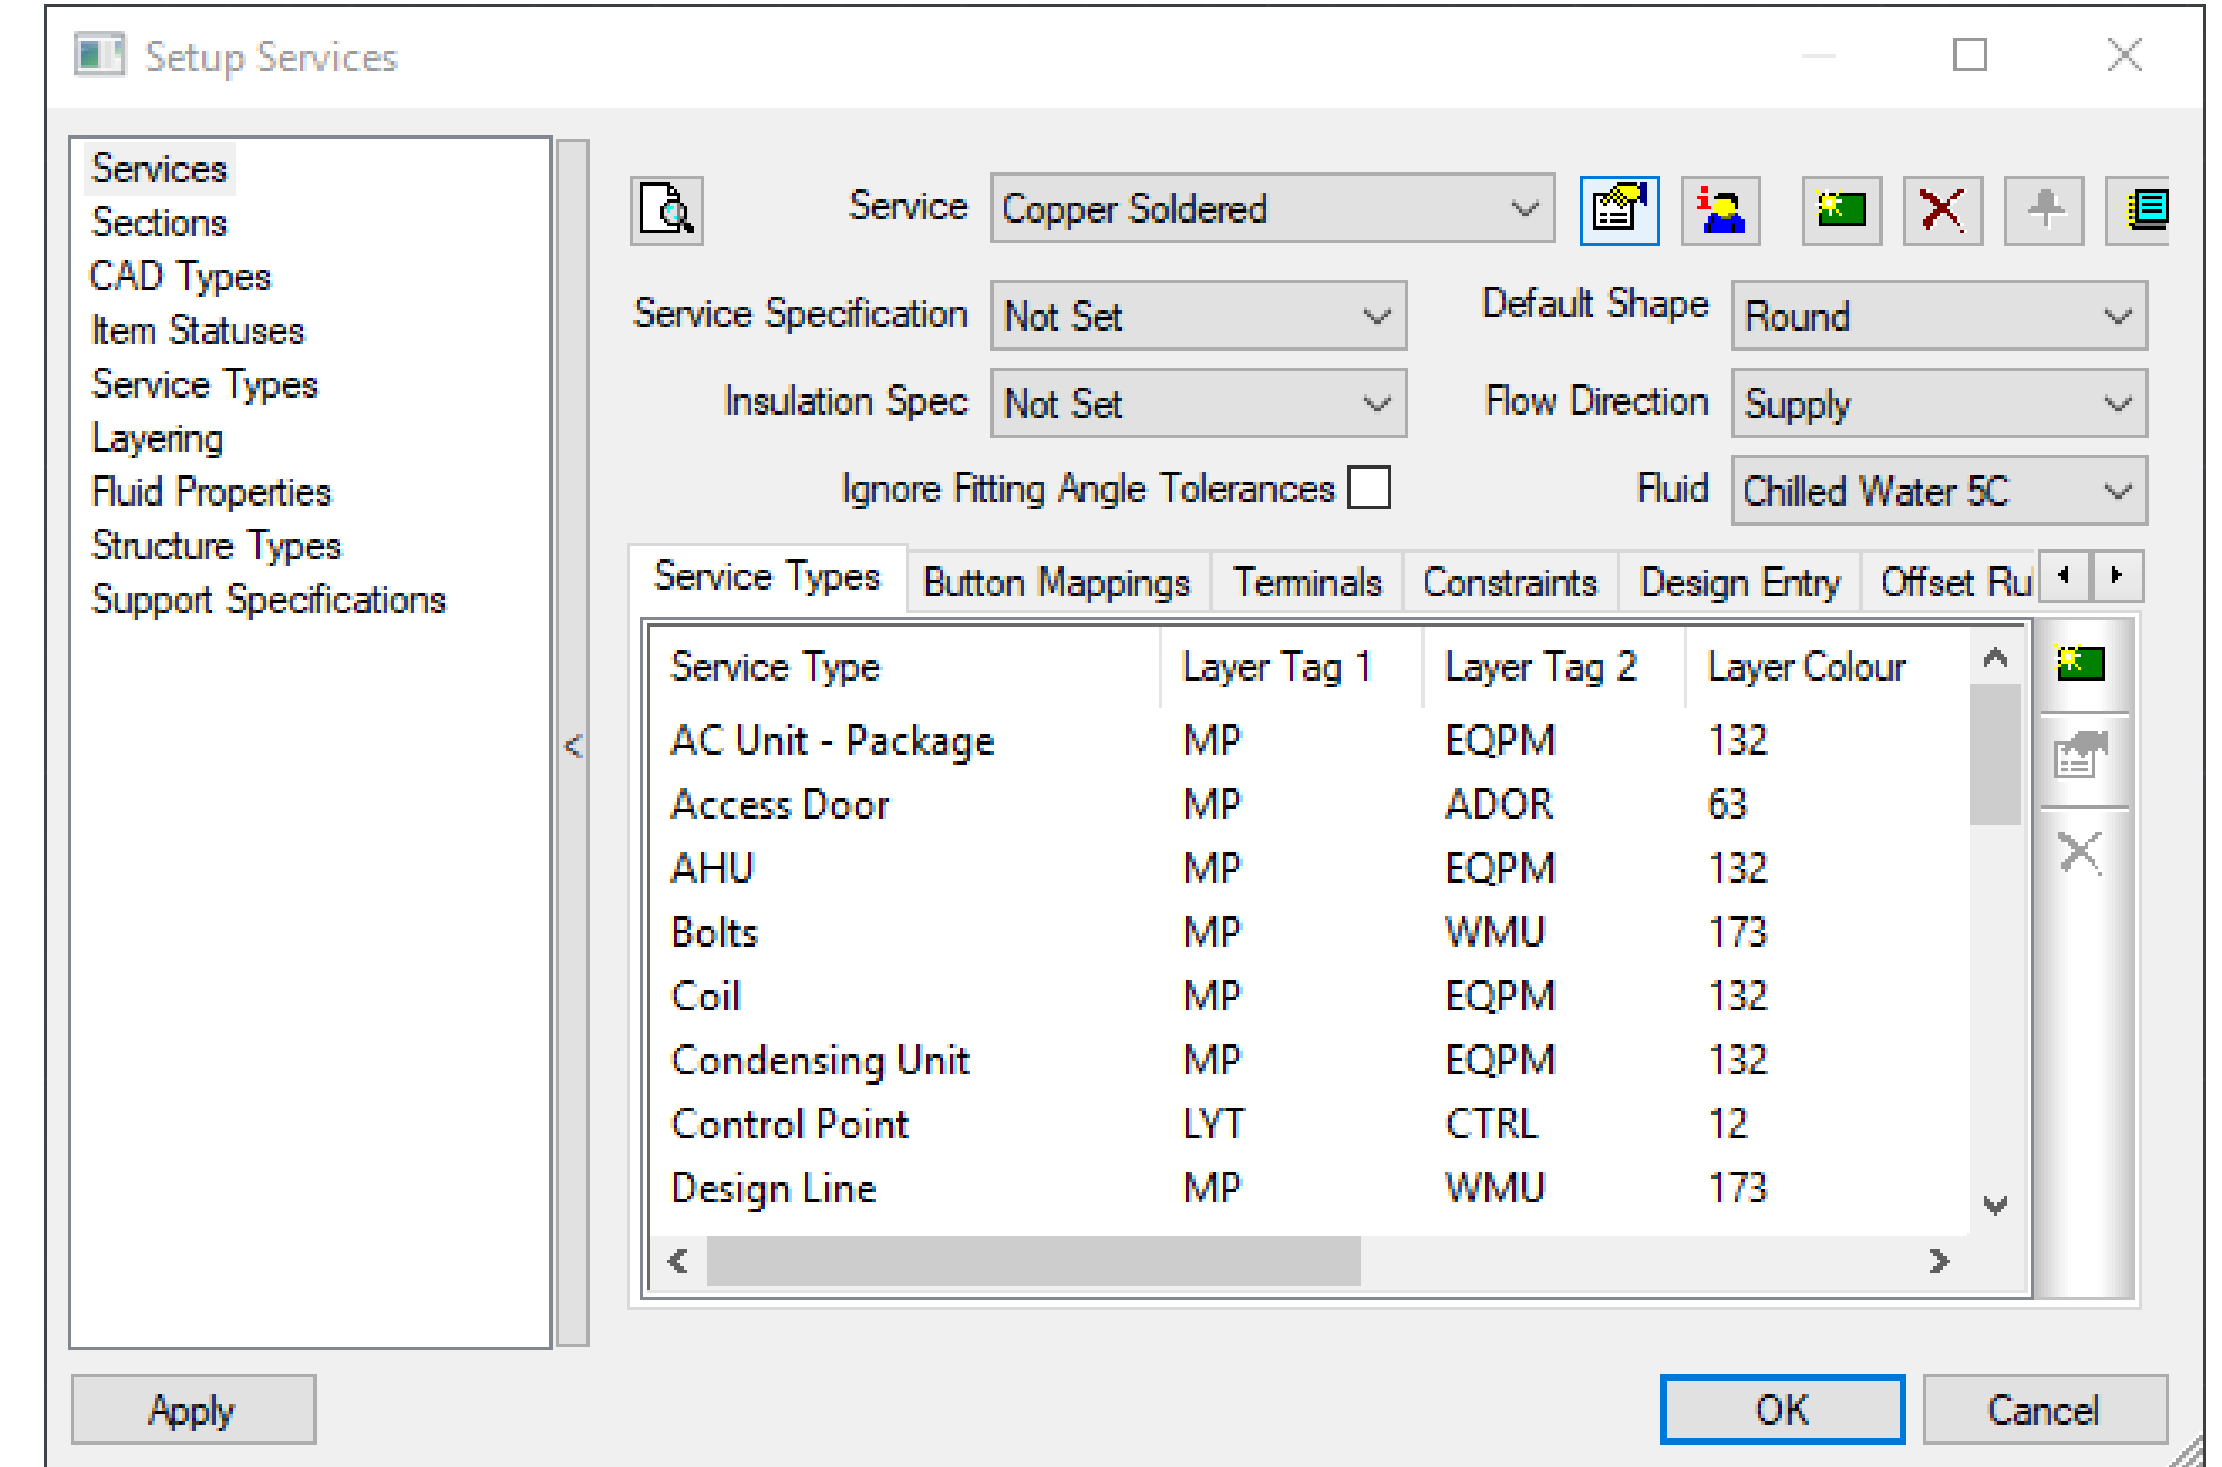 Setup Services
Services
Sections
CAD Types
Item Statuses
Service Types
Layering
Fluid Properties
Structure Types
Support Specifications
<
Service Copper Soldered
Service Specification Not Set Default Shape Round
Insulation Spec Not Set Flow Direction Supply
Ignore Fitting Angle Tolerances Fluid Chilled Water 5C
Service Types Button Mappings Terminals Constraints Design Entry Offset Ru
Service Type Layer Tag 1 Layer Tag 2 Layer Colour
AC Unit - Package MP EQPM 132
Access Door MP ADOR 63
AHU MP EQPM 132
Bolts MP WMU 173
Coil MP EQPM 132
Condensing Unit MP EQPM 132
Control Point LYT CTRL 12
Design Line MP WMU 173
Apply OK Cancel